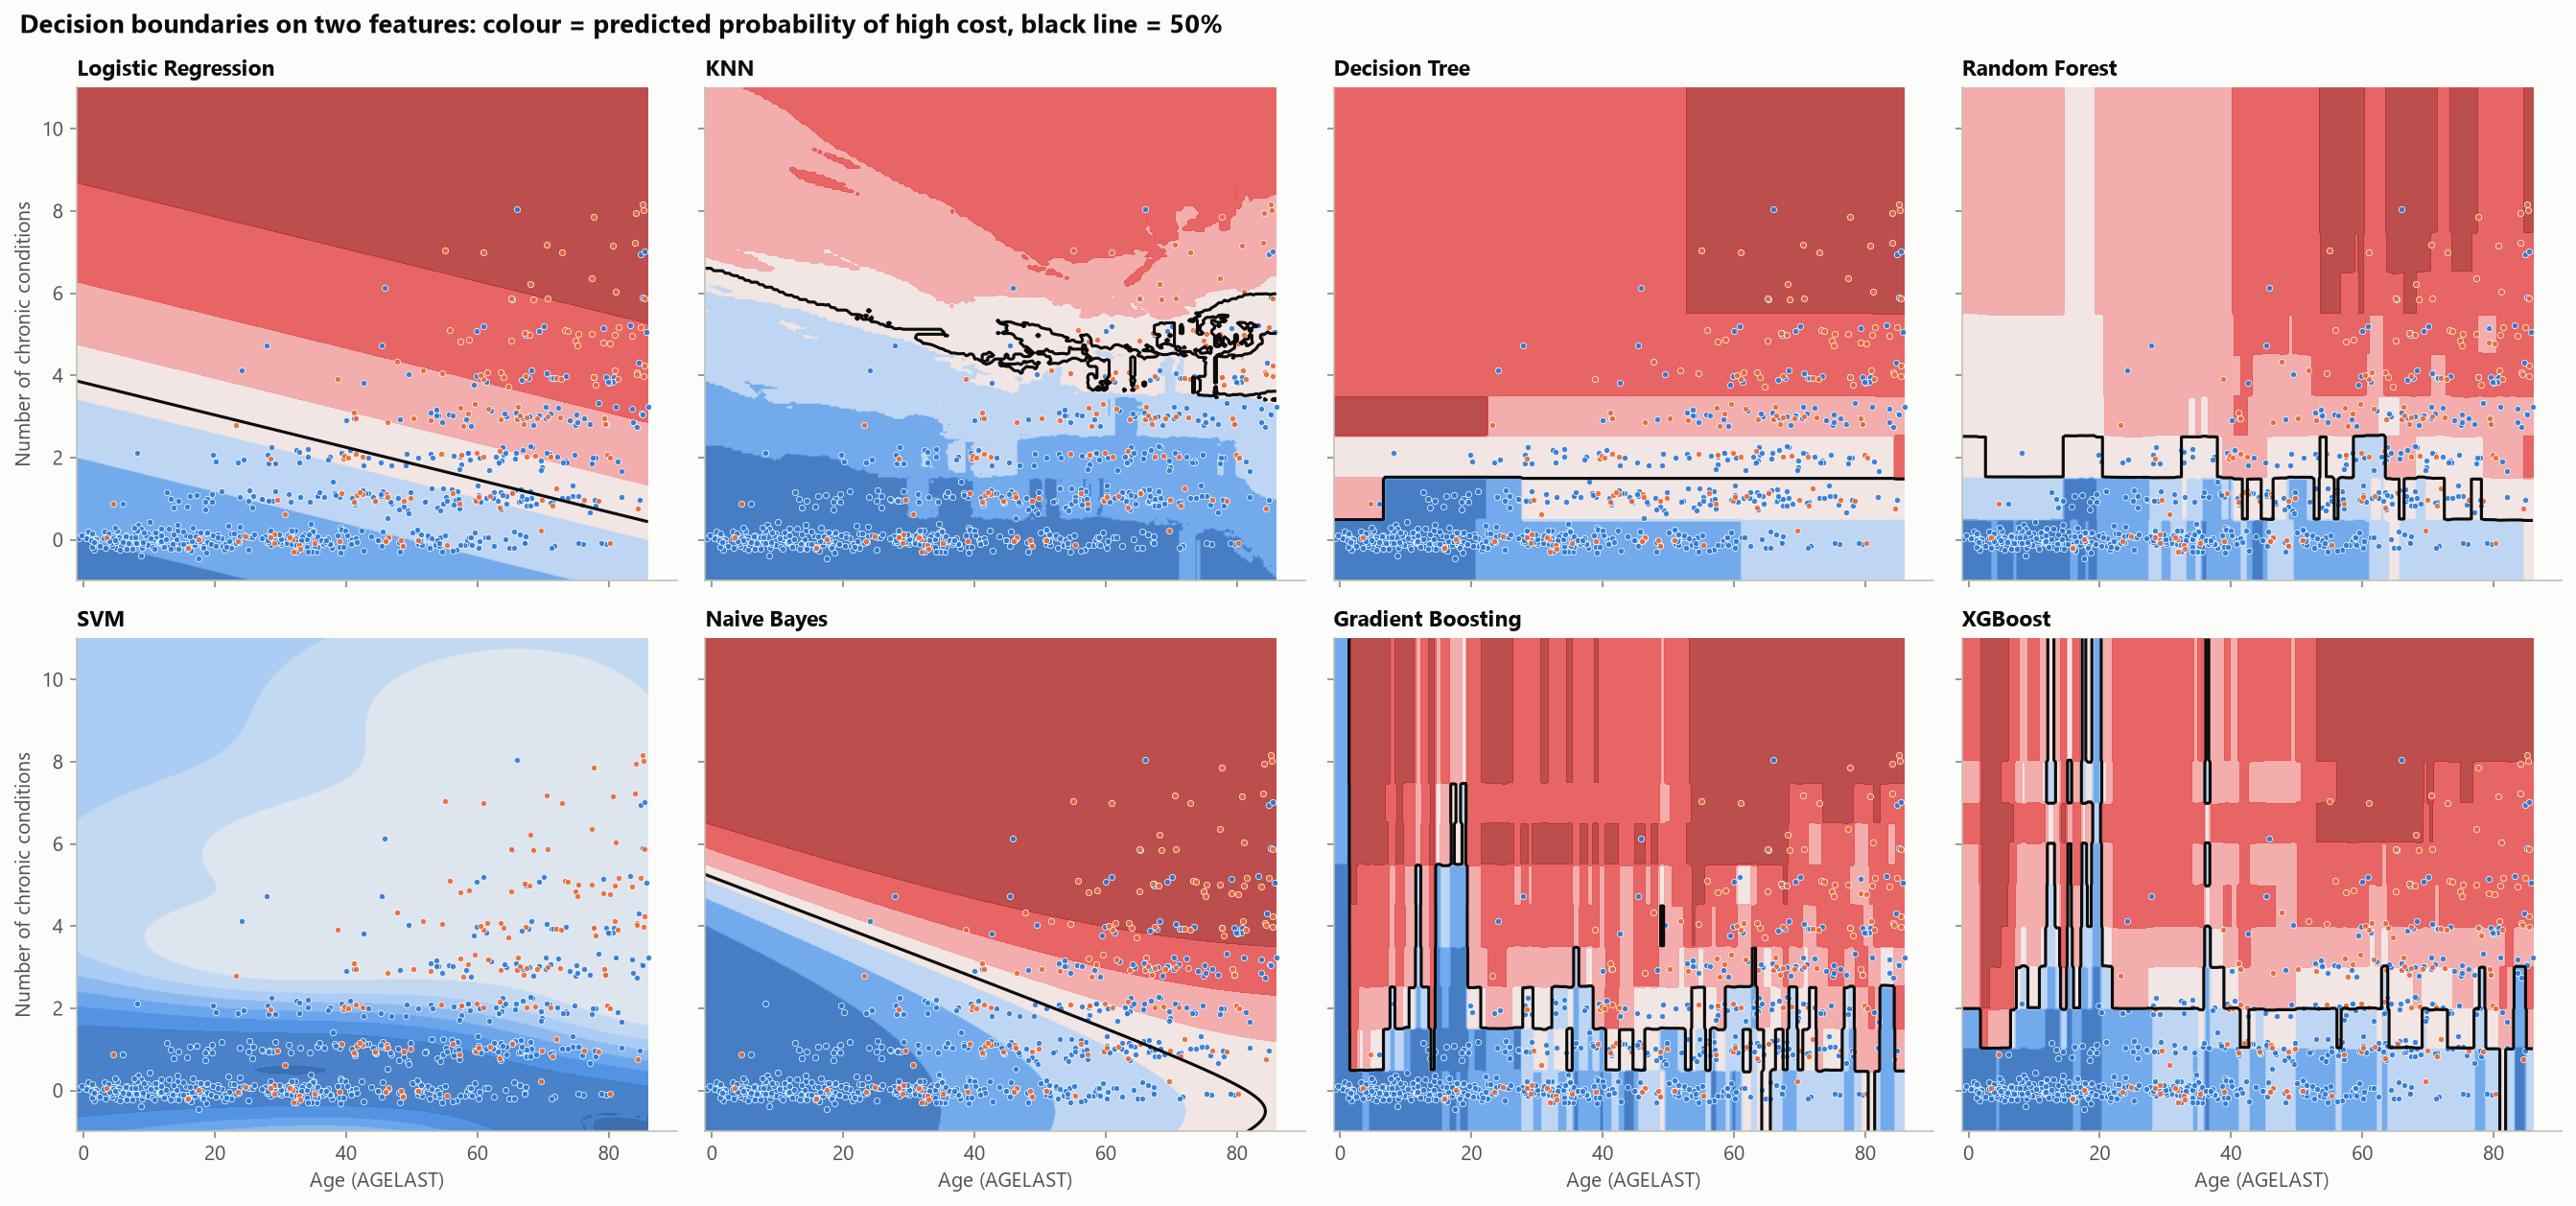 Decision boundaries on two features: colour = predicted probability of high cost, black line = 50%
Logistic Regression
KNN
Decision Tree
Random Forest
Number of chronic conditions
10
8
6
4
2
0
SVM
Naive Bayes
Gradient Boosting
XGBoost
Number of chronic conditions
10
8
6
4
2
0
0 20 40 60 80
0 20 40 60 80
0 20 40 60 80
0 20 40 60 80
Age (AGELAST)
Age (AGELAST)
Age (AGELAST)
Age (AGELAST)